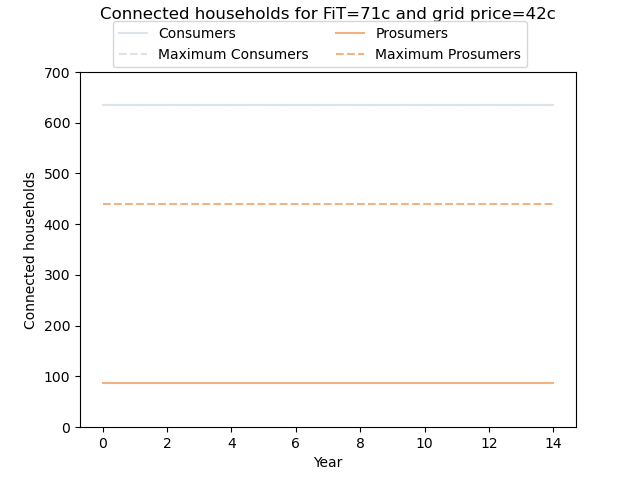 Connected households for FiT=71c and grid price=42c
Consumers
Prosumers
Maximum Consumers
Maximum Prosumers
700
600
500
400
300
200
100
0
Connected households
0 2 4 6 8 10 12 14
Year